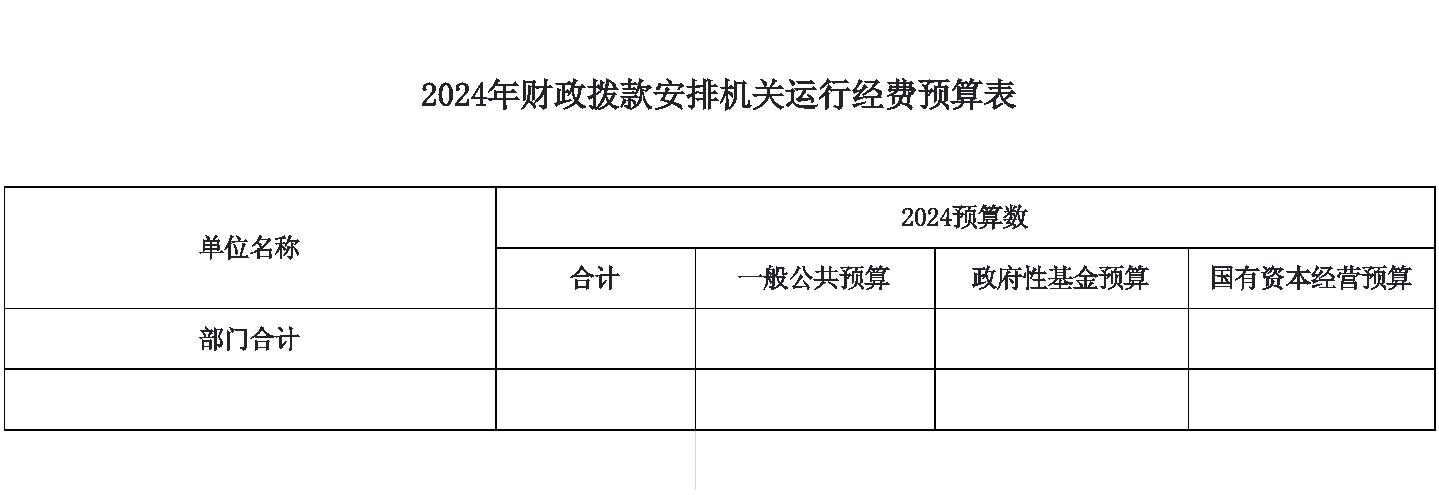 2024年财政拨款安排机关运行经费预算表
单位名称
2024预算数
合计
一般公共预算
政府性基金预算
国有资本经营预算
部门合计